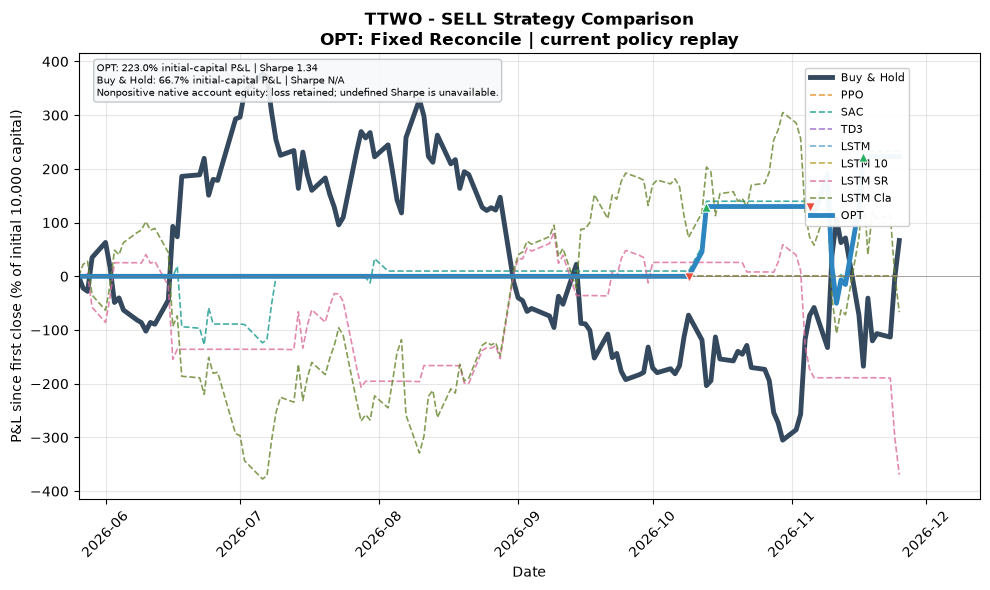 TTWO - SELL Strategy Comparison
OPT: Fixed Reconcile | current policy replay
OPT: 223.0% initial-capital P&L | Sharpe 1.34
Buy & Hold: 66.7% initial-capital P&L | Sharpe N/A
Nonpositive native account equity: loss retained; undefined Sharpe is unavailable.
Buy & Hold
PPO
SAC
TD3
LSTM
LSTM 10
LSTM SR
LSTM Cla
OPT
P&L since first close (% of initial 10,000 capital)
400
300
200
100
0
−100
−200
−300
−400
2026-06
2026-07
2026-08
2026-09
2026-10
2026-11
2026-12
Date